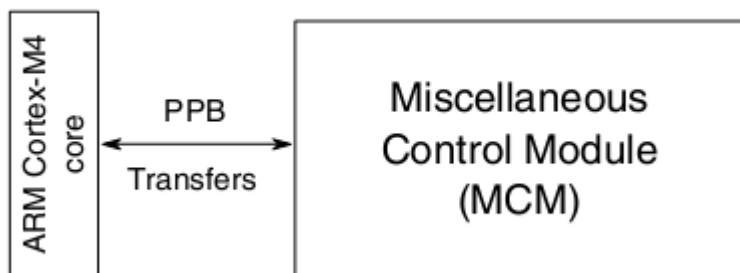 ARM Cortex-M4
core
PPB
Transfers
Miscellaneous
Control Module
(MCM)